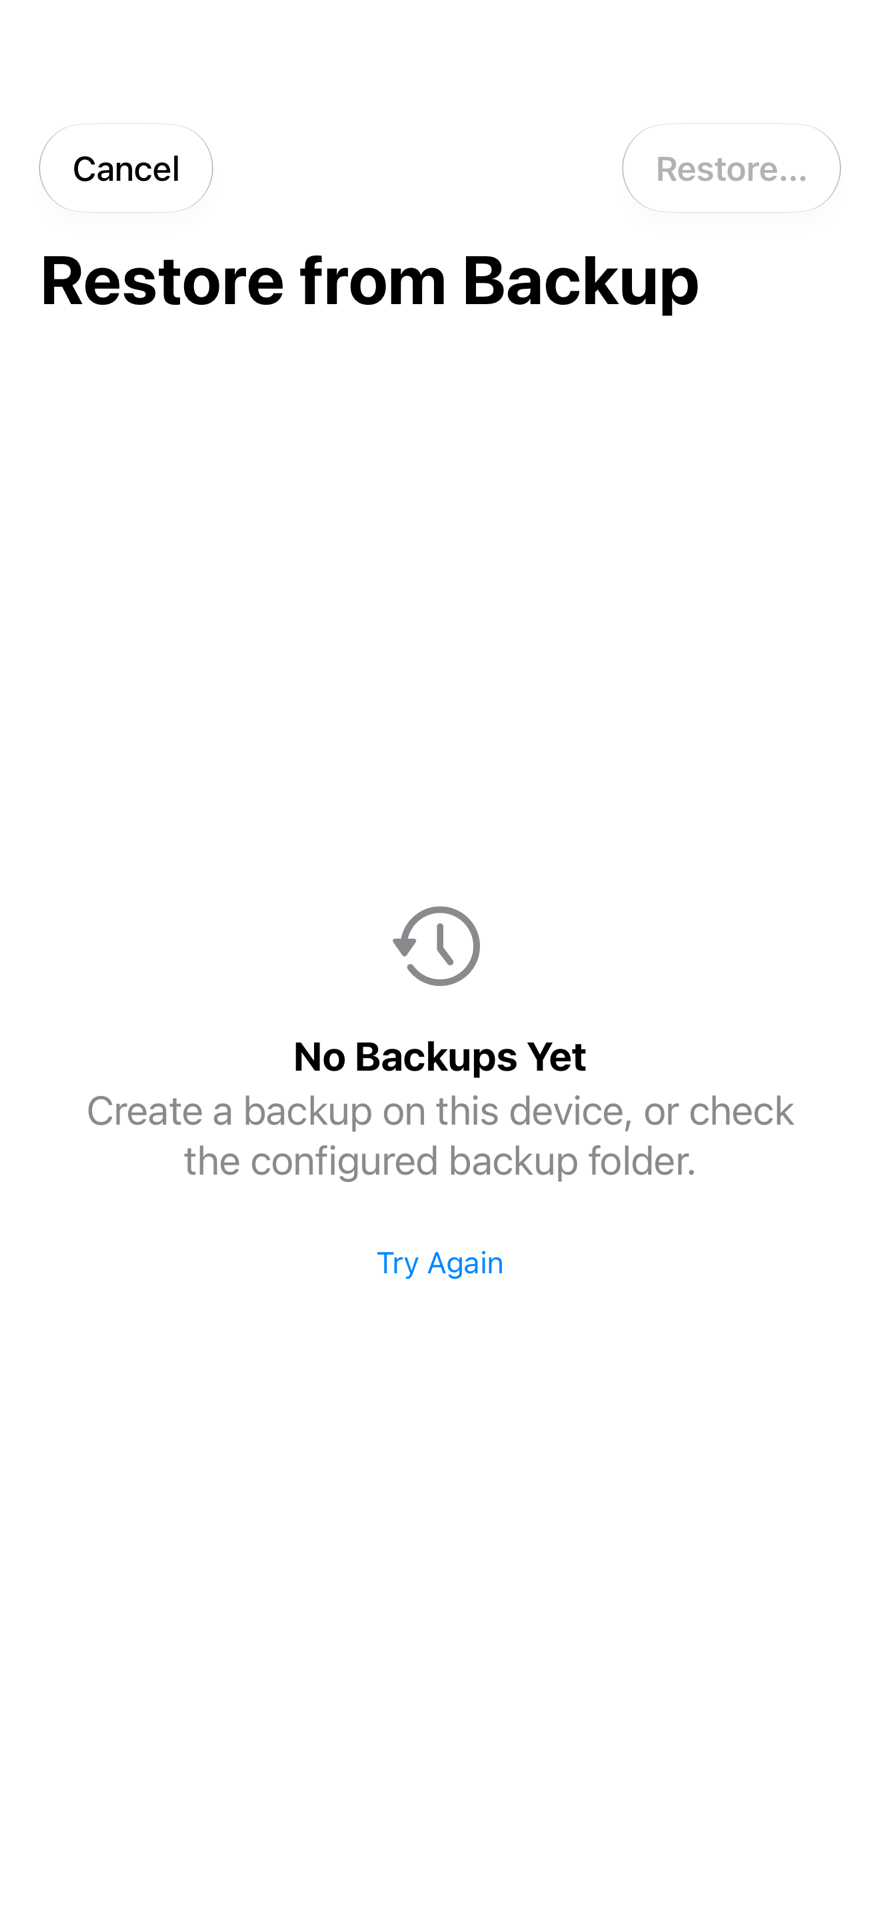 Cancel
Restore...
Restore from Backup
No Backups Yet
Create a backup on this device, or check
the configured backup folder.
Try Again